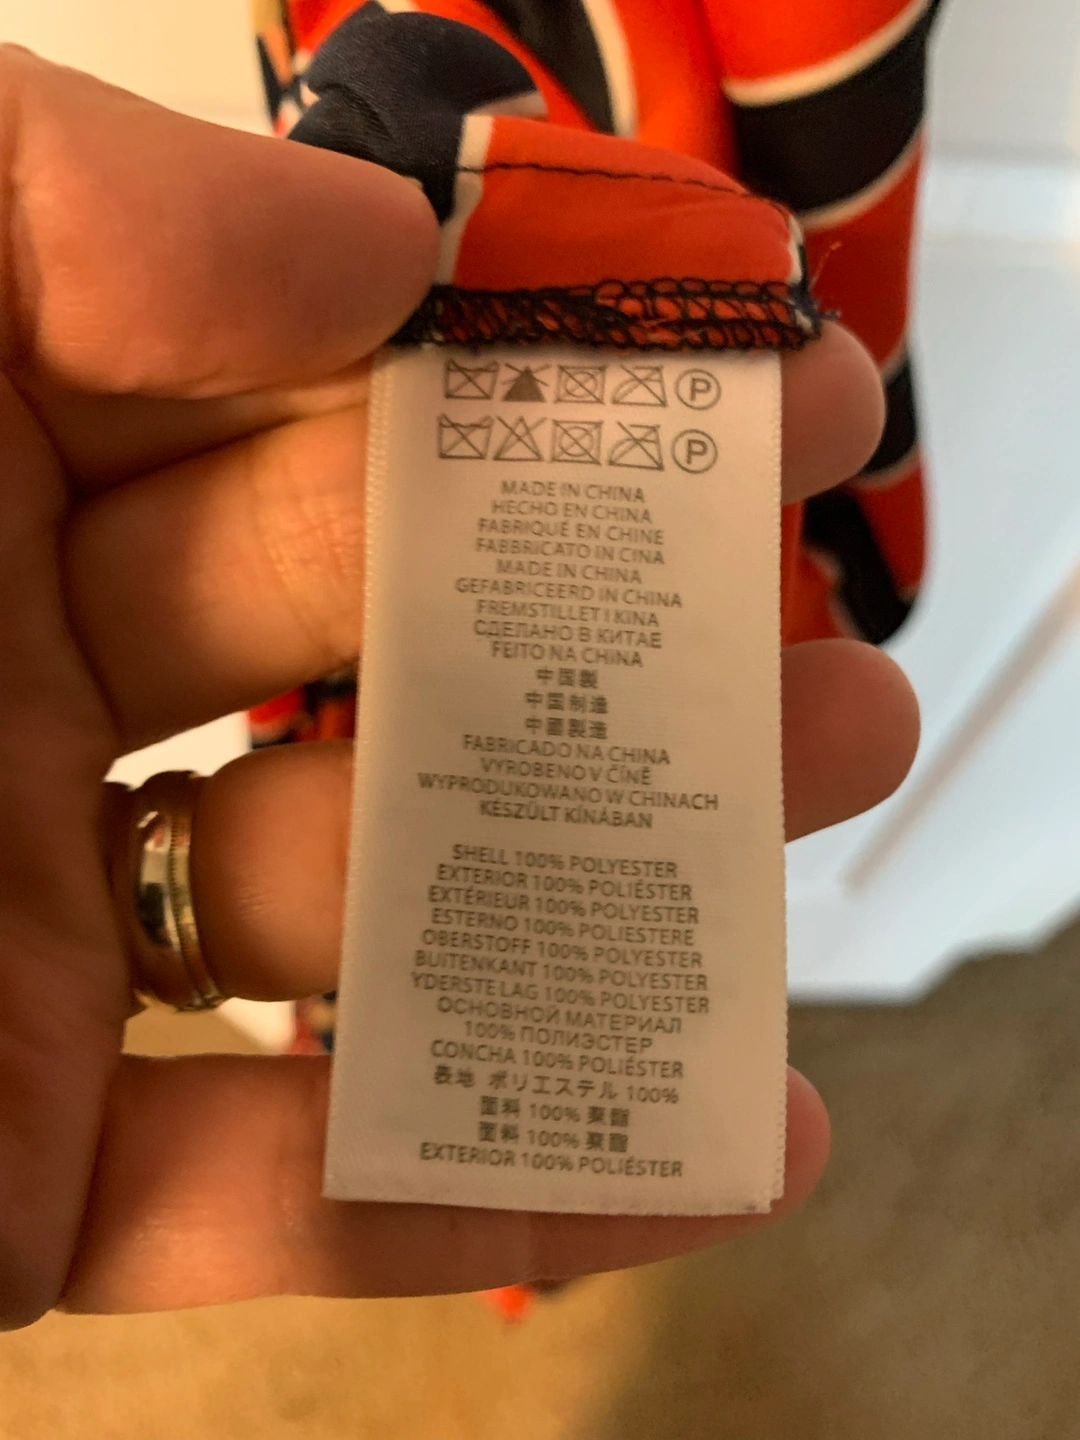 P
P
MADE IN CHINA
HECHO EN CHINA
FABRIQUÉ EN CHINE
FABBRICATO IN CINA
MADE IN CHINA
GEFABRICEERD IN CHINA
FREMSTILLET I KINA
СДЕЛАНО В КИТАЕ
FEITO NA CHINA
中国製
中国制造
中國製造
FABRICADO NA CHINA
VYROBENO V ČÍNĚ
WYPRODUKOWANO W CHINACH
KÉSZÜLT KÍNÁBAN
SHELL 100% POLYESTER
EXTERIOR 100% POLIÉSTER
EXTÉRIEUR 100% POLYESTER
ESTERNO 100% POLIESTERE
OBERSTOFF 100% POLYESTER
BUITENKANT 100% POLYESTER
YDERSTE LAG 100% POLYESTER
ОСНОВНОЙ МАТЕРИАЛ
100% ПОЛИЭСТЕР
CONCHA 100% POLIÉSTER
表地 ポリエステル 100%
面料 100% 聚酯
面料 100% 聚酯
EXTERIOR 100% POLIÉSTER